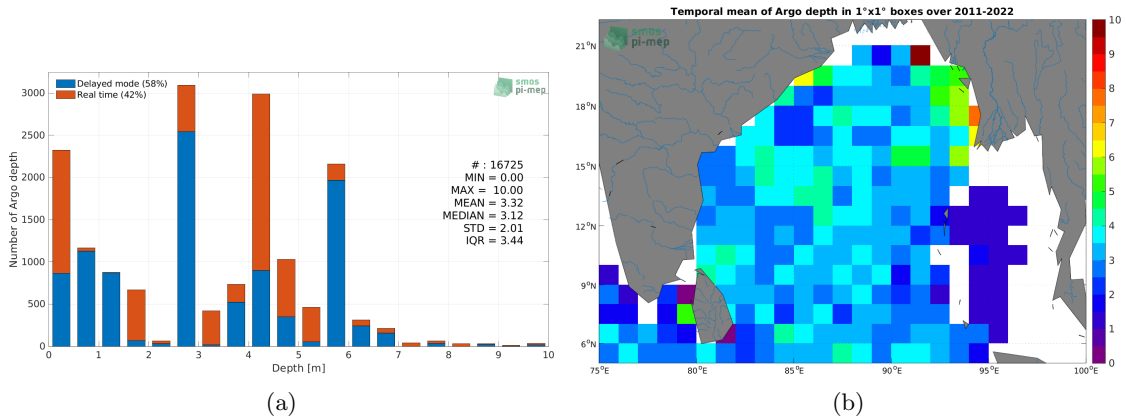 Temporal mean of Argo depth in 1°x1° boxes over 2011-2022
smos
pi-mep
Delayed mode (58%)
Real time (42%)
# : 16725
MIN = 0.00
MAX = 10.00
MEAN = 3.32
MEDIAN = 3.12
STD = 2.01
IQR = 3.44
Number of Argo depth
3000
2500
2000
1500
1000
500
0
0 1 2 3 4 5 6 7 8 9 10
Depth [m]
(a)
smos
pi-mep
21°N
18°N
15°N
12°N
9°N
6°N
75°E 80°E 85°E 90°E 95°E 100°E
10
9
8
7
6
5
4
3
2
1
0
(b)